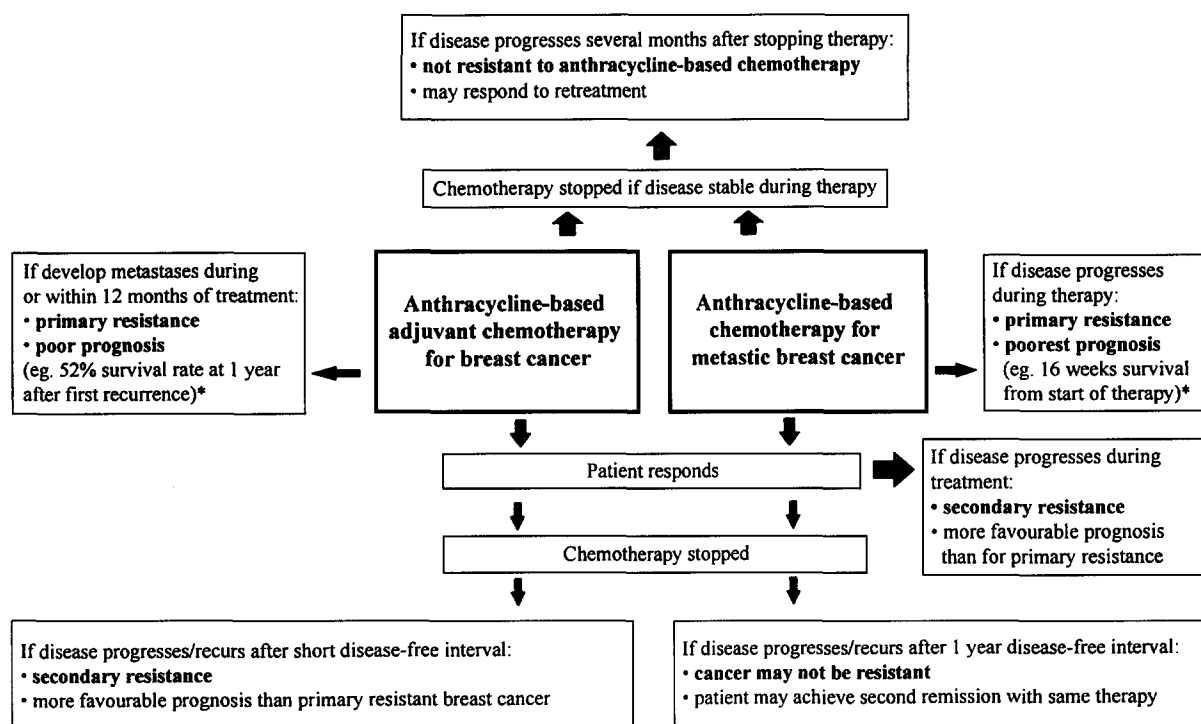 If disease progresses several months after stopping therapy:
• not resistant to anthracycline-based chemotherapy
• may respond to retreatment
Chemotherapy stopped if disease stable during therapy
If develop metastases during
or within 12 months of treatment:
• primary resistance
• poor prognosis
(eg. 52% survival rate at 1 year
after first recurrence)*
Anthracycline-based
adjuvant chemotherapy
for breast cancer
Anthracycline-based
chemotherapy for
metastic breast cancer
If disease progresses
during therapy:
• primary resistance
• poorest prognosis
(eg. 16 weeks survival
from start of therapy)*
Patient responds
If disease progresses during
treatment:
• secondary resistance
• more favourable prognosis
than for primary resistance
Chemotherapy stopped
If disease progresses/recurs after short disease-free interval:
• secondary resistance
• more favourable prognosis than primary resistant breast cancer
If disease progresses/recurs after 1 year disease-free interval:
• cancer may not be resistant
• patient may achieve second remission with same therapy